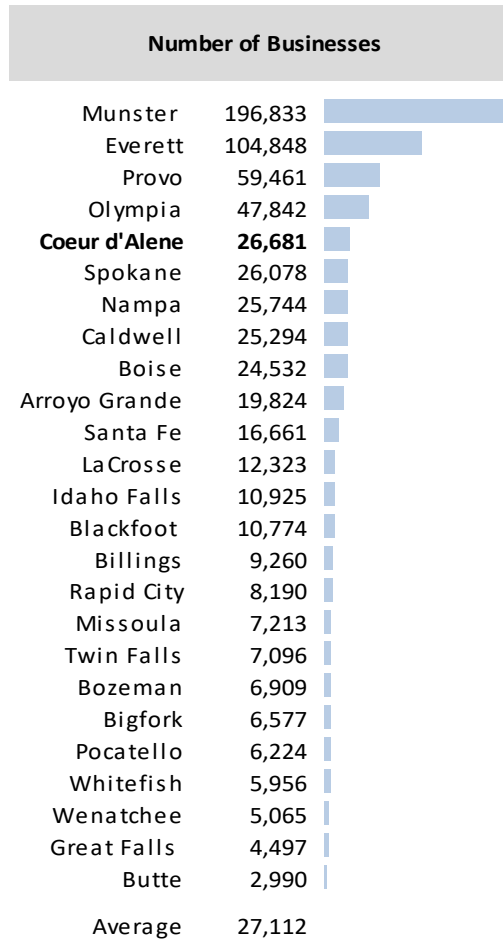 Number of Businesses
Munster 196,833
Everett 104,848
Provo 59,461
Olympia 47,842
Coeur d'Alene 26,681
Spokane 26,078
Nampa 25,744
Caldwell 25,294
Boise 24,532
Arroyo Grande 19,824
Santa Fe 16,661
LaCrosse 12,323
Idaho Falls 10,925
Blackfoot 10,774
Billings 9,260
Rapid City 8,190
Missoula 7,213
Twin Falls 7,096
Bozeman 6,909
Bigfork 6,577
Pocatello 6,224
Whitefish 5,956
Wenatchee 5,065
Great Falls 4,497
Butte 2,990
Average 27,112